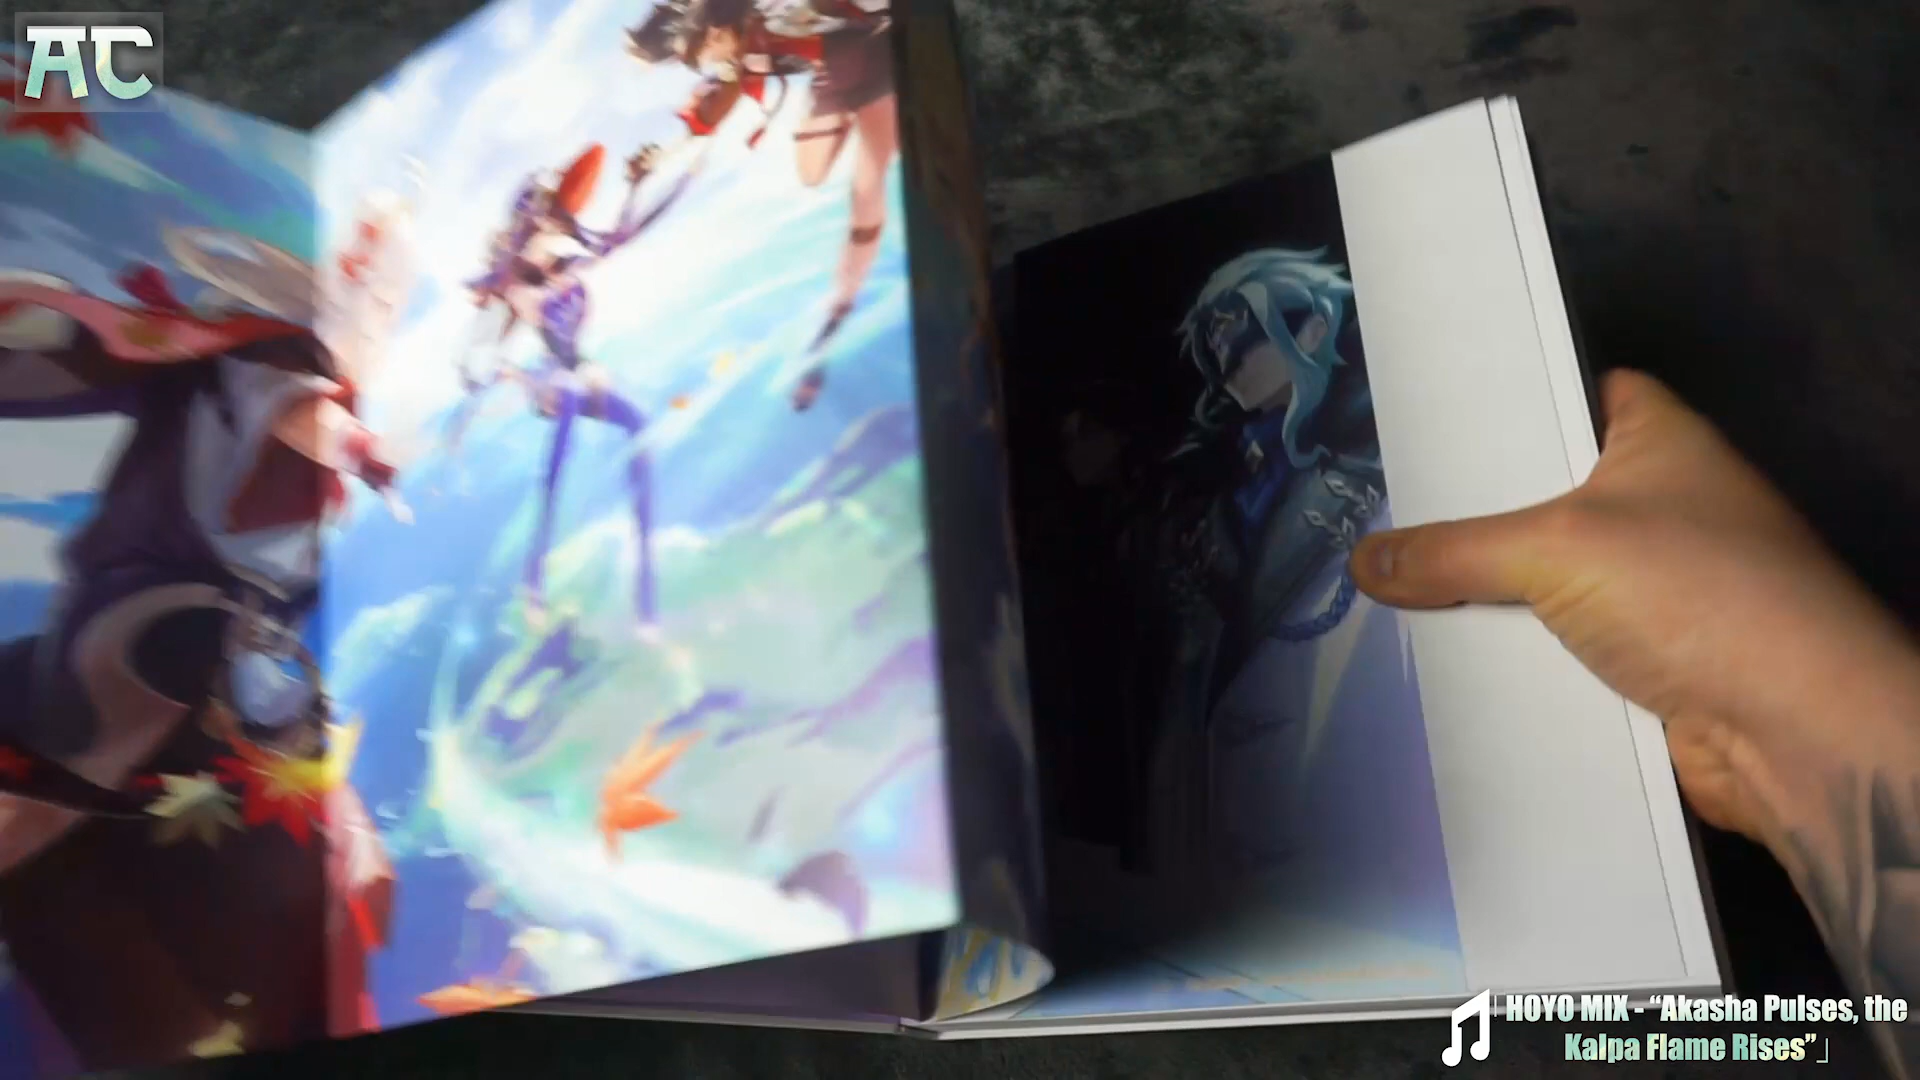 AC
HOYO MIX - “Akasha Pulses, the
Kalpa Flame Rises”」